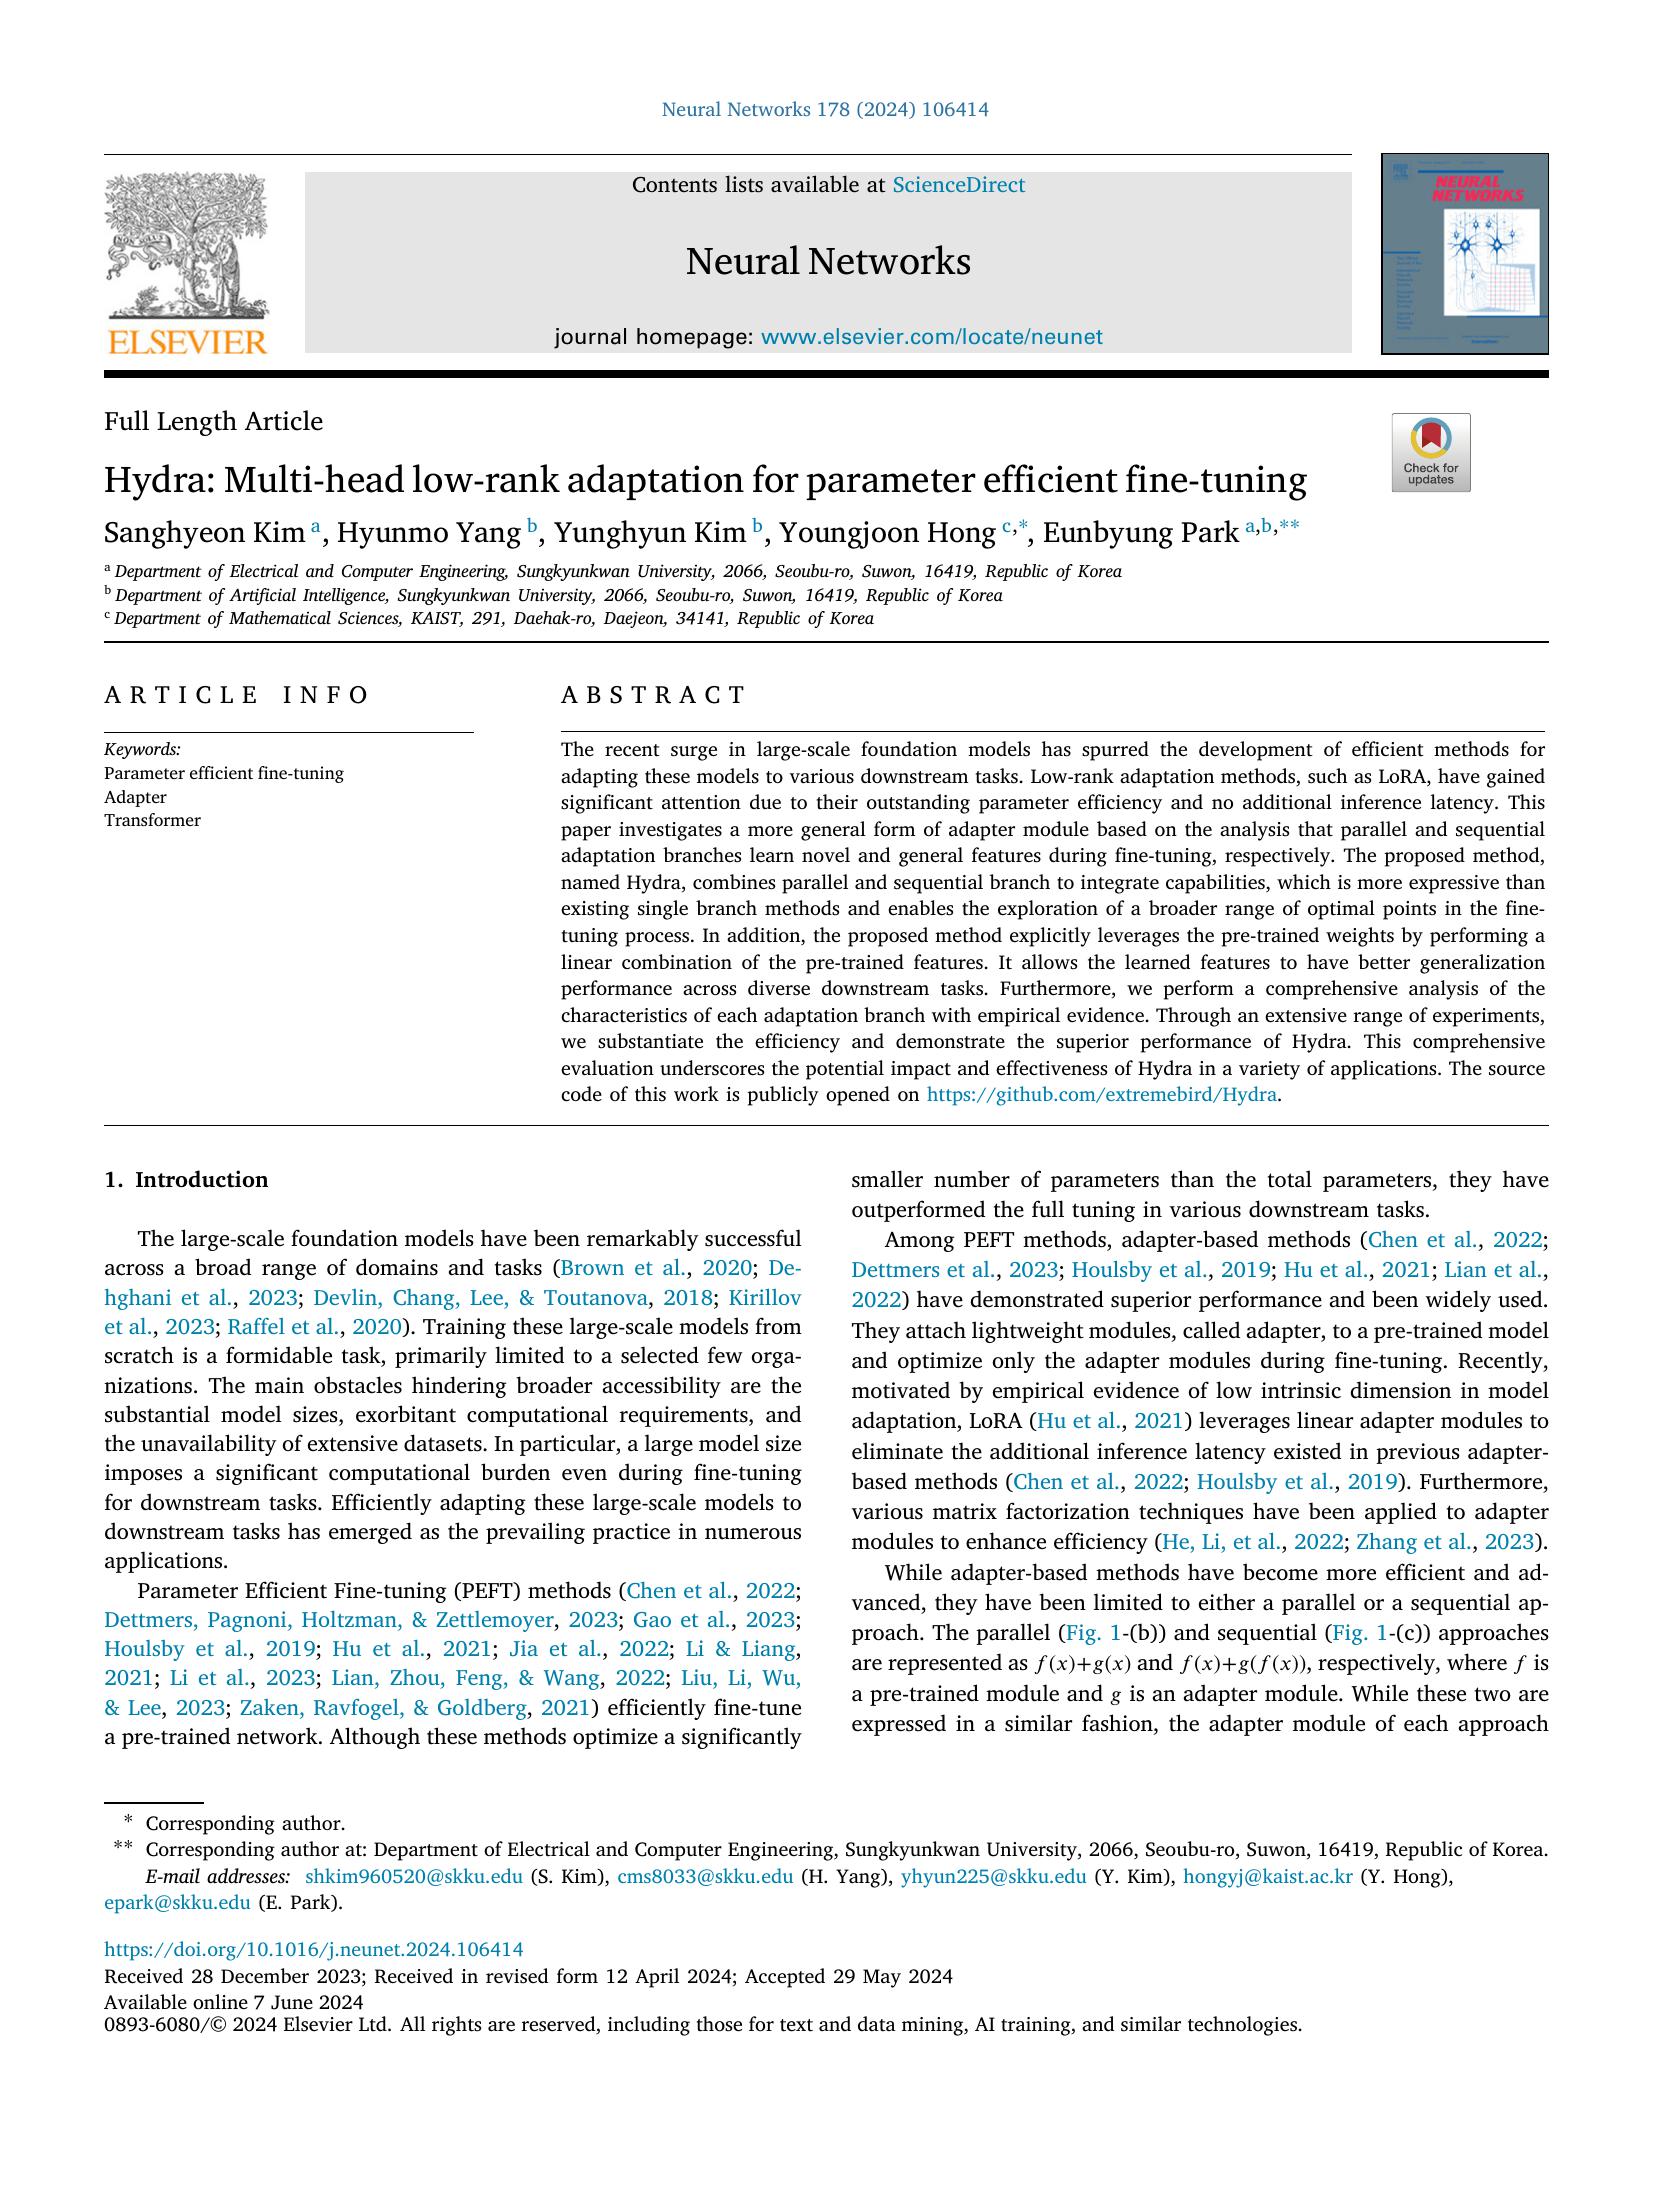 Neural Networks 178 (2024) 106414
Contents lists available at ScienceDirect
Neural Networks
journal homepage: www.elsevier.com/locate/neunet
ELSEVIER
NEURAL
NETWORKS
Full Length Article
Check for
updates
Hydra: Multi-head low-rank adaptation for parameter efficient fine-tuning
Sanghyeon Kim a, Hyunmo Yang b, Yunghyun Kim b, Youngjoon Hong c,*, Eunbyung Park a,b,**
a Department of Electrical and Computer Engineering, Sungkyunkwan University, 2066, Seoubu-ro, Suwon, 16419, Republic of Korea
b Department of Artificial Intelligence, Sungkyunkwan University, 2066, Seoubu-ro, Suwon, 16419, Republic of Korea
c Department of Mathematical Sciences, KAIST, 291, Daehak-ro, Daejeon, 34141, Republic of Korea
ARTICLE INFO
Keywords:
Parameter efficient fine-tuning
Adapter
Transformer
ABSTRACT
The recent surge in large-scale foundation models has spurred the development of efficient methods for
adapting these models to various downstream tasks. Low-rank adaptation methods, such as LoRA, have gained
significant attention due to their outstanding parameter efficiency and no additional inference latency. This
paper investigates a more general form of adapter module based on the analysis that parallel and sequential
adaptation branches learn novel and general features during fine-tuning, respectively. The proposed method,
named Hydra, combines parallel and sequential branch to integrate capabilities, which is more expressive than
existing single branch methods and enables the exploration of a broader range of optimal points in the fine-
tuning process. In addition, the proposed method explicitly leverages the pre-trained weights by performing a
linear combination of the pre-trained features. It allows the learned features to have better generalization
performance across diverse downstream tasks. Furthermore, we perform a comprehensive analysis of the
characteristics of each adaptation branch with empirical evidence. Through an extensive range of experiments,
we substantiate the efficiency and demonstrate the superior performance of Hydra. This comprehensive
evaluation underscores the potential impact and effectiveness of Hydra in a variety of applications. The source
code of this work is publicly opened on https://github.com/extremebird/Hydra.
1. Introduction
The large-scale foundation models have been remarkably successful
across a broad range of domains and tasks (Brown et al., 2020; De-
hghani et al., 2023; Devlin, Chang, Lee, & Toutanova, 2018; Kirillov
et al., 2023; Raffel et al., 2020). Training these large-scale models from
scratch is a formidable task, primarily limited to a selected few orga-
nizations. The main obstacles hindering broader accessibility are the
substantial model sizes, exorbitant computational requirements, and
the unavailability of extensive datasets. In particular, a large model size
imposes a significant computational burden even during fine-tuning
for downstream tasks. Efficiently adapting these large-scale models to
downstream tasks has emerged as the prevailing practice in numerous
applications.
Parameter Efficient Fine-tuning (PEFT) methods (Chen et al., 2022;
Dettmers, Pagnoni, Holtzman, & Zettlemoyer, 2023; Gao et al., 2023;
Houlsby et al., 2019; Hu et al., 2021; Jia et al., 2022; Li & Liang,
2021; Li et al., 2023; Lian, Zhou, Feng, & Wang, 2022; Liu, Li, Wu,
& Lee, 2023; Zaken, Ravfogel, & Goldberg, 2021) efficiently fine-tune
a pre-trained network. Although these methods optimize a significantly
smaller number of parameters than the total parameters, they have
outperformed the full tuning in various downstream tasks.
Among PEFT methods, adapter-based methods (Chen et al., 2022;
Dettmers et al., 2023; Houlsby et al., 2019; Hu et al., 2021; Lian et al.,
2022) have demonstrated superior performance and been widely used.
They attach lightweight modules, called adapter, to a pre-trained model
and optimize only the adapter modules during fine-tuning. Recently,
motivated by empirical evidence of low intrinsic dimension in model
adaptation, LoRA (Hu et al., 2021) leverages linear adapter modules to
eliminate the additional inference latency existed in previous adapter-
based methods (Chen et al., 2022; Houlsby et al., 2019). Furthermore,
various matrix factorization techniques have been applied to adapter
modules to enhance efficiency (He, Li, et al., 2022; Zhang et al., 2023).
While adapter-based methods have become more efficient and ad-
vanced, they have been limited to either a parallel or a sequential ap-
proach. The parallel (Fig. 1-(b)) and sequential (Fig. 1-(c)) approaches
are represented as f(x)+g(x) and f(x)+g(f(x)), respectively, where f is
a pre-trained module and g is an adapter module. While these two are
expressed in a similar fashion, the adapter module of each approach
* Corresponding author.
** Corresponding author at: Department of Electrical and Computer Engineering, Sungkyunkwan University, 2066, Seoubu-ro, Suwon, 16419, Republic of Korea.
E-mail addresses: shkim960520@skku.edu (S. Kim), cms8033@skku.edu (H. Yang), yhyun225@skku.edu (Y. Kim), hongyj@kaist.ac.kr (Y. Hong),
epark@skku.edu (E. Park).
https://doi.org/10.1016/j.neunet.2024.106414
Received 28 December 2023; Received in revised form 12 April 2024; Accepted 29 May 2024
Available online 7 June 2024
0893-6080/© 2024 Elsevier Ltd. All rights are reserved, including those for text and data mining, AI training, and similar technologies.